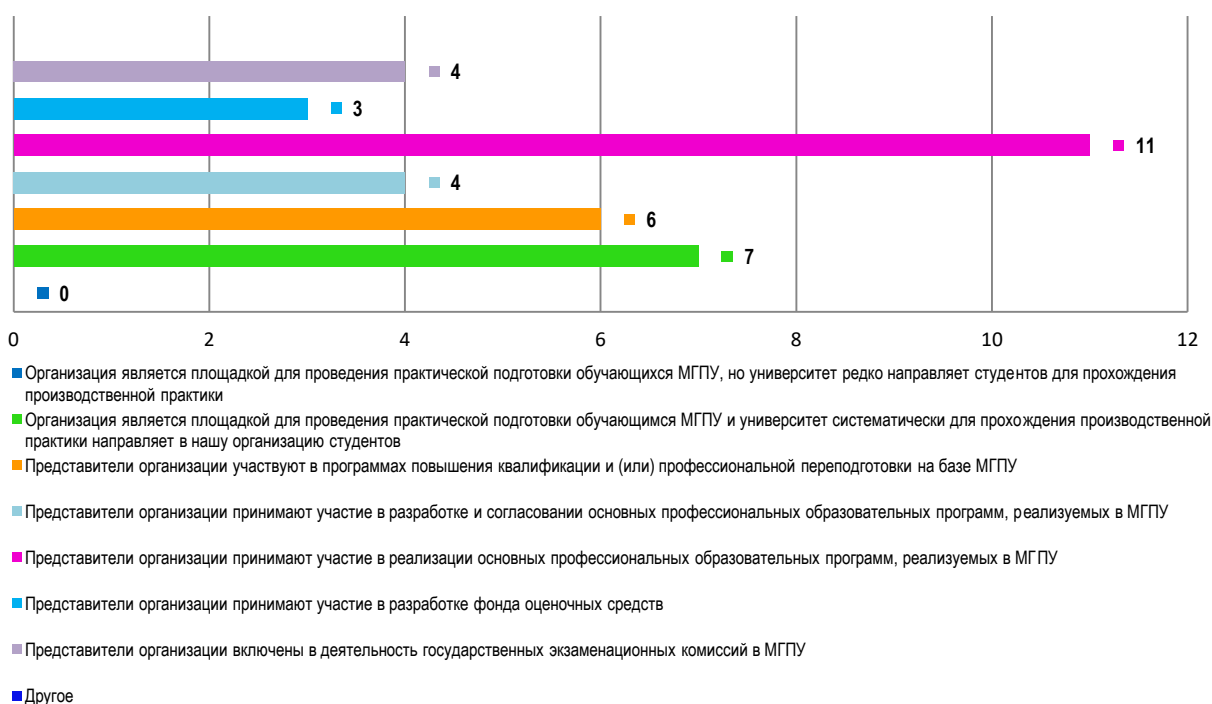 4
3
11
4
6
7
0
0 2 4 6 8 10 12
Организация является площадкой для проведения практической подготовки обучающихся МГПУ, но университет редко направляет студентов для прохождения
производственной практики
Организация является площадкой для проведения практической подготовки обучающимся МГПУ и университет систематически для прохождения производственной
практики направляет в нашу организацию студентов
Представители организации участвуют в программах повышения квалификации и (или) профессиональной переподготовки на базе МГПУ
Представители организации принимают участие в разработке и согласовании основных профессиональных образовательных программ, реализуемых в МГПУ
Представители организации принимают участие в реализации основных профессиональных образовательных программ, реализуемых в МГПУ
Представители организации принимают участие в разработке фонда оценочных средств
Представители организации включены в деятельность государственных экзаменационных комиссий в МГПУ
Другое